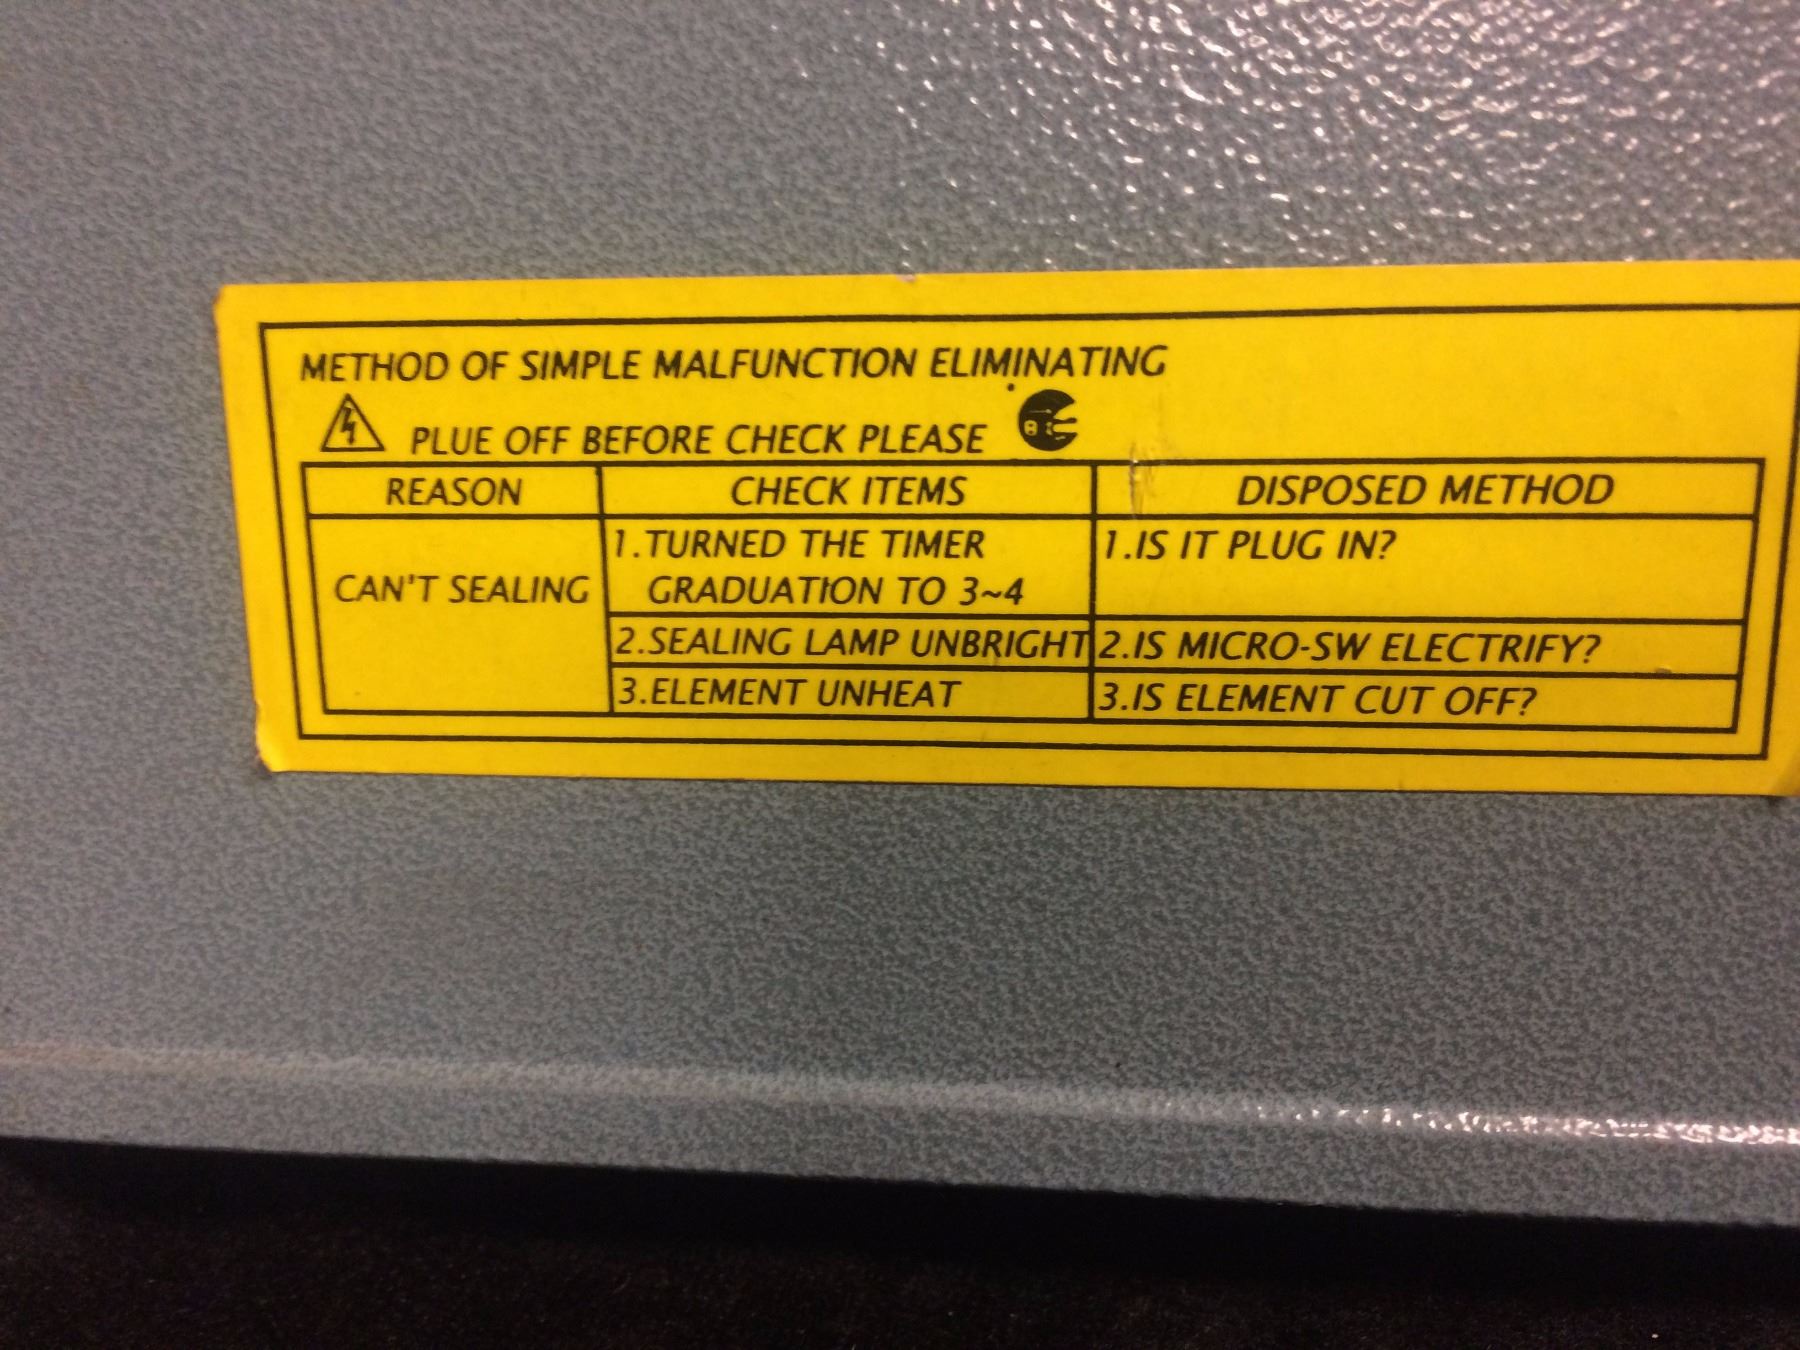 METHOD OF SIMPLE MALFUNCTION ELIMINATING
PLUE OFF BEFORE CHECK PLEASE
REASON CHECK ITEMS DISPOSED METHOD
CAN'T SEALING
1.TURNED THE TIMER
GRADUATION TO 3~4
1.IS IT PLUG IN?
2.SEALING LAMP UNBRIGHT 2.IS MICRO-SW ELECTRIFY?
3.ELEMENT UNHEAT 3.IS ELEMENT CUT OFF?